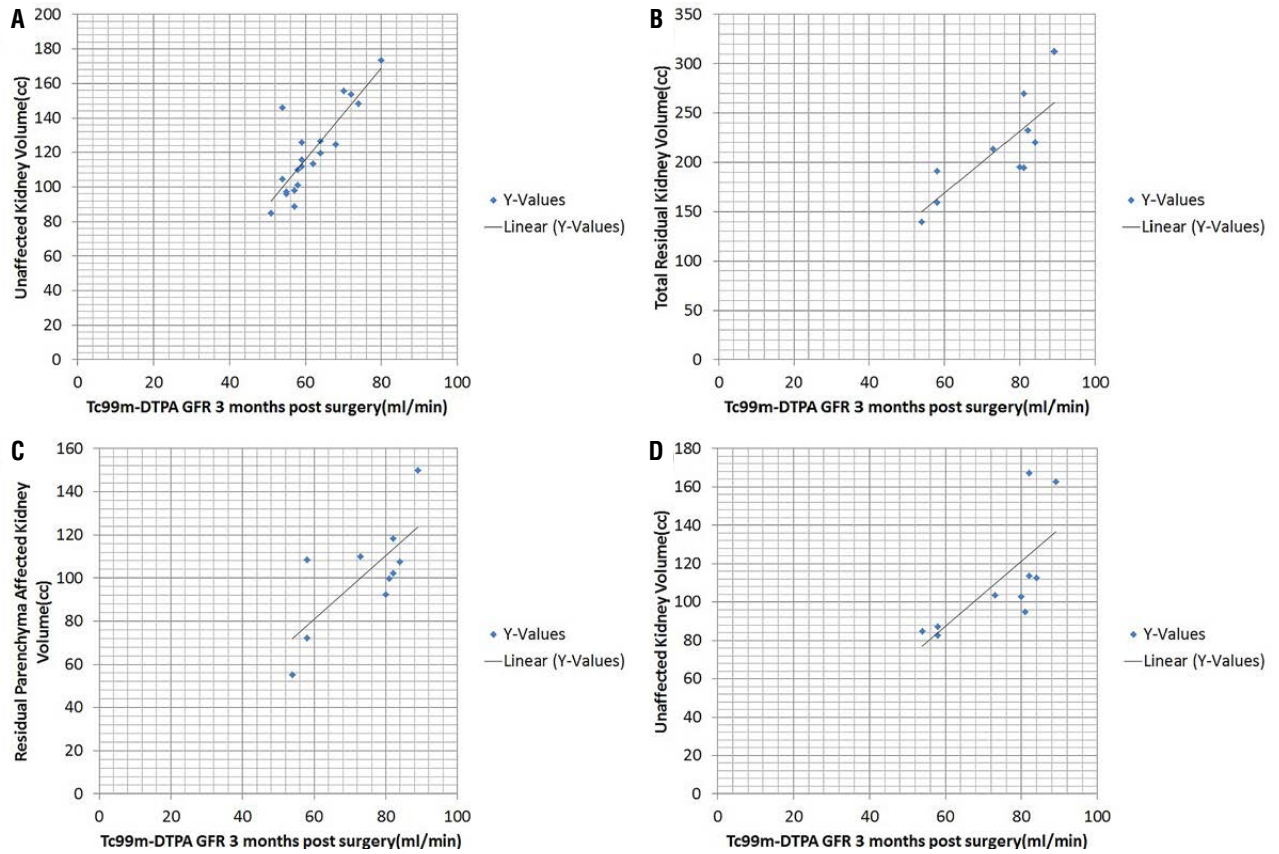 A
Unaffected Kidney Volume(cc)
200
180
160
140
120
100
80
60
40
20
0
0 20 40 60 80 100
Tc99m-DTPA GFR 3 months post surgery(ml/min)
Y-Values
Linear (Y-Values)
B
Total Residual Kidney Volume(cc)
350
300
250
200
150
100
50
0
0 20 40 60 80 100
Tc99m-DTPA GFR 3 months post surgery(ml/min)
Y-Values
Linear (Y-Values)
C
Residual Parenchyma Affected Kidney
Volume(cc)
160
140
120
100
80
60
40
20
0
0 20 40 60 80 100
Tc99m-DTPA GFR 3 months post surgery(ml/min)
Y-Values
Linear (Y-Values)
D
Unaffected Kidney Volume(cc)
180
160
140
120
100
80
60
40
20
0
0 20 40 60 80 100
Tc99m-DTPA GFR 3 months post surgery(ml/min)
Y-Values
Linear (Y-Values)